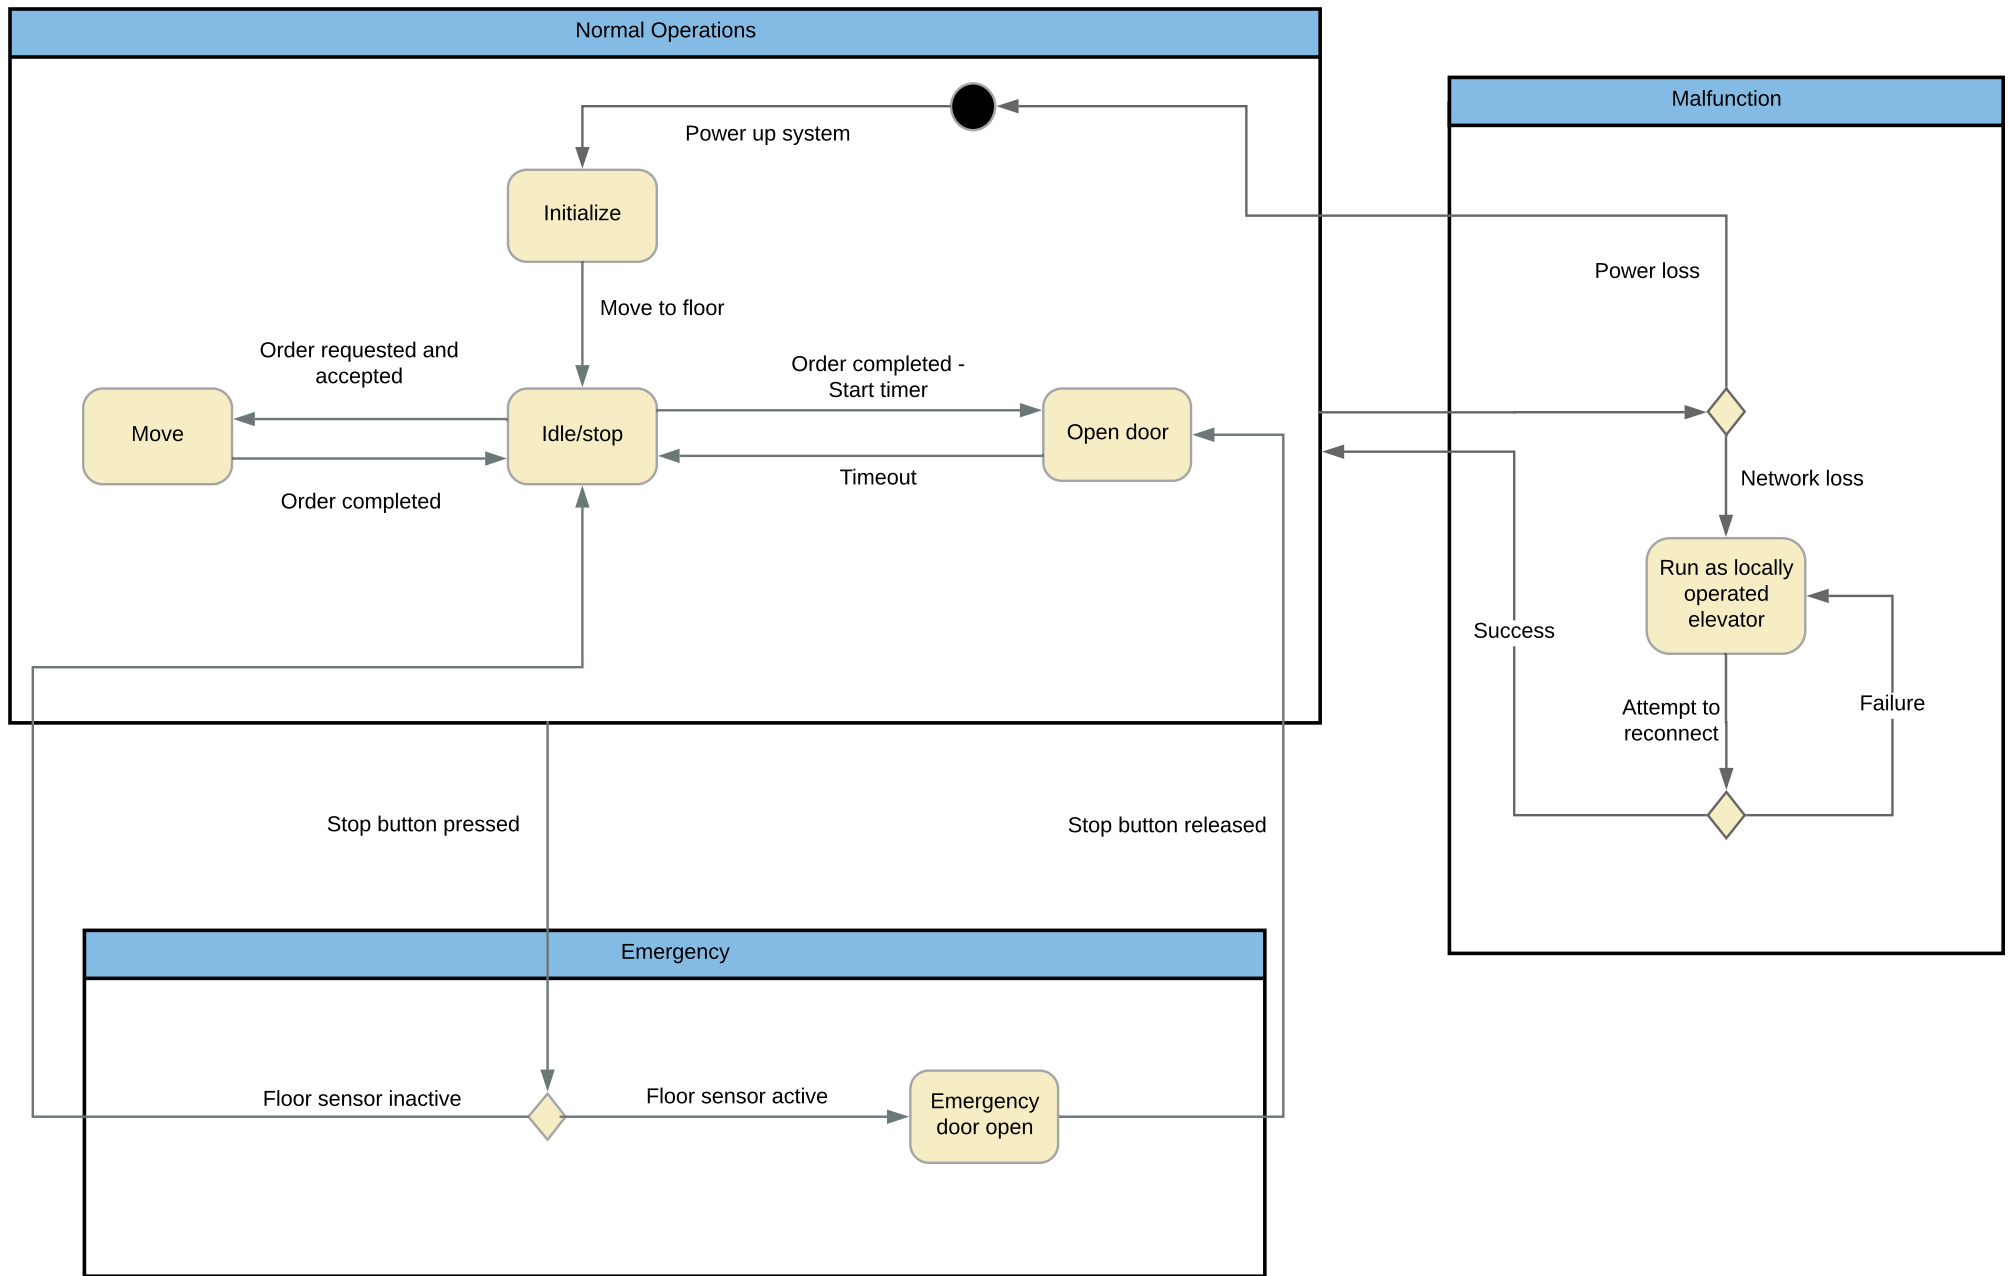 Normal Operations
Malfunction
Power up system
Initialize
Power loss
Move to floor
Order requested and
accepted
Order completed -
Start timer
Move
Idle/stop
Open door
Order completed
Timeout
Network loss
Run as locally
operated
elevator
Success
Attempt to
reconnect
Failure
Stop button pressed
Stop button released
Emergency
Floor sensor inactive
Floor sensor active
Emergency
door open